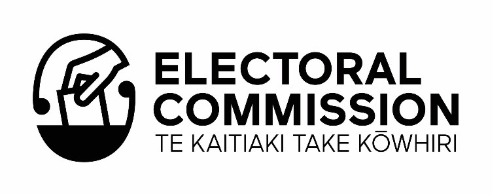 ELECTORAL
COMMISSION
TE KAITIAKI TAKE KŌWHIRI